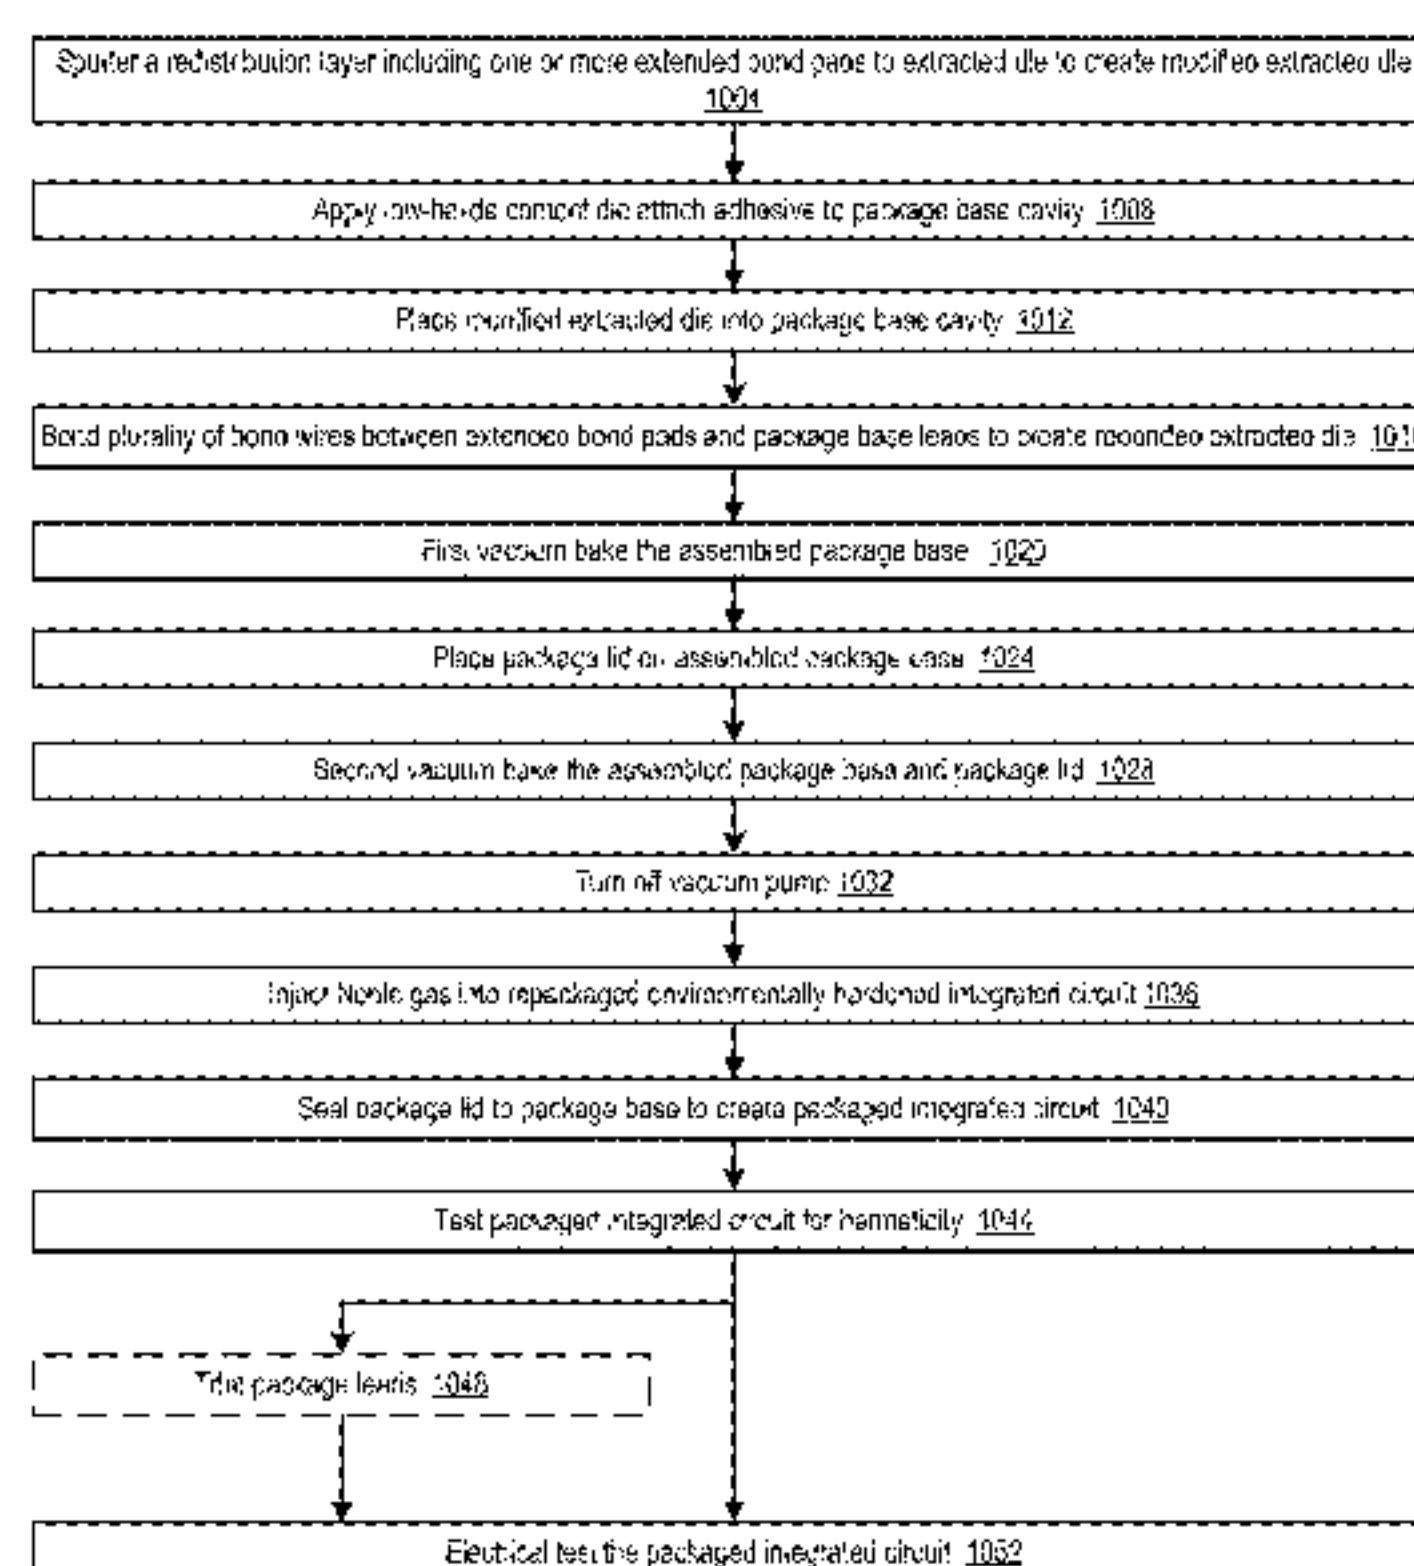 Sputter a redistribution layer including one or more extended bond pads to extracted die to create modified extracted die
1004
Apply low-halide content die attach adhesive to package base cavity 1008
Place modified extracted die into package base cavity 1012
Bond plurality of bond wires between extended bond pads and package base leads to create rebonded extracted die
First vacuum bake the assembled package base 1020
Place package lid on assembled package base 1024
Second vacuum bake the assembled package base and package lid 1028
Turn off vacuum pump 1032
Inject Noble gas into repackaged environmentally hardened integrated circuit 1036
Seal package lid to package base to create packaged integrated circuit 1040
Test packaged integrated circuit for hermeticity 1044
Trim package leads 1048
Electrical test the packaged integrated circuit 1052